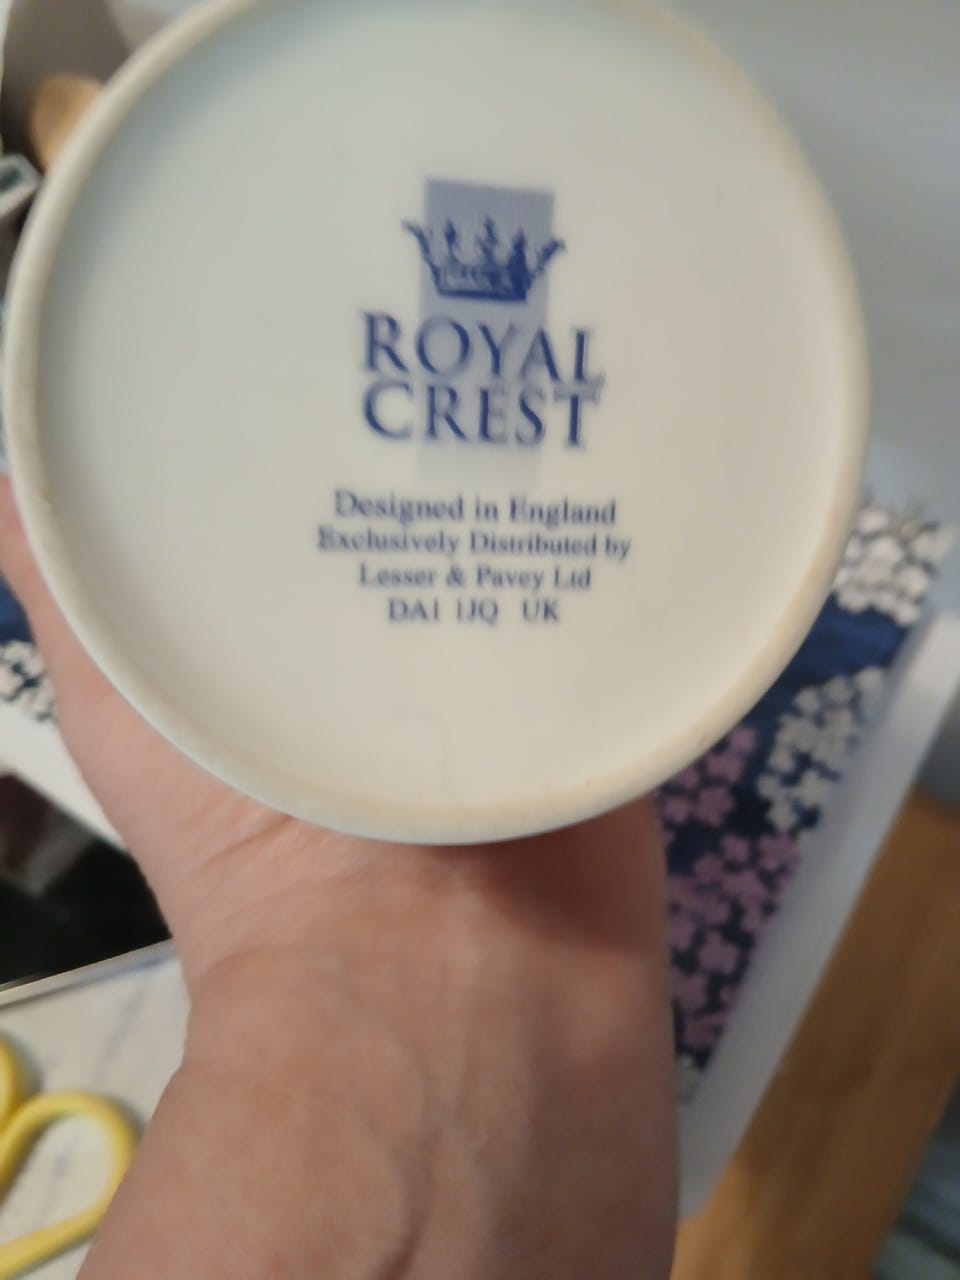 ROYAL
CREST
Designed in England
Exclusively Distributed by
Lesser & Pavey Ltd
DA1 1JQ UK